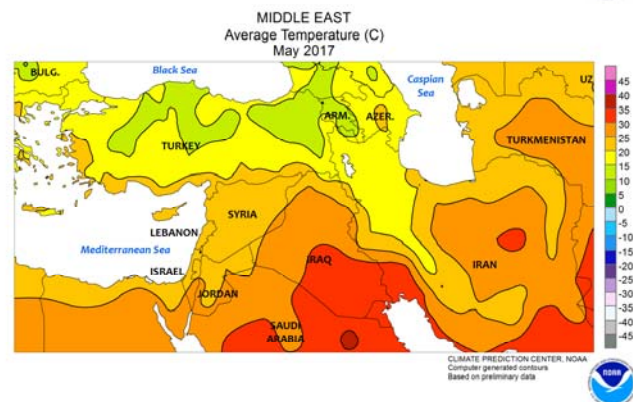 MIDDLE EAST
Average Temperature (C)
May 2017
BULG.
Black Sea
Caspian
Sea
UZ
ARM.
AZER.
TURKMENISTAN
TURKEY
SYRIA
LEBANON
Mediterranean Sea
ISRAEL
IRAQ
IRAN
JORDAN
SAUDI
ARABIA
45
40
35
30
25
20
15
10
5
0
-5
-10
-15
-20
-25
-30
-35
-40
-45
CLIMATE PREDICTION CENTER, NOAA
Computer generated contours
Based on preliminary data
NOAA